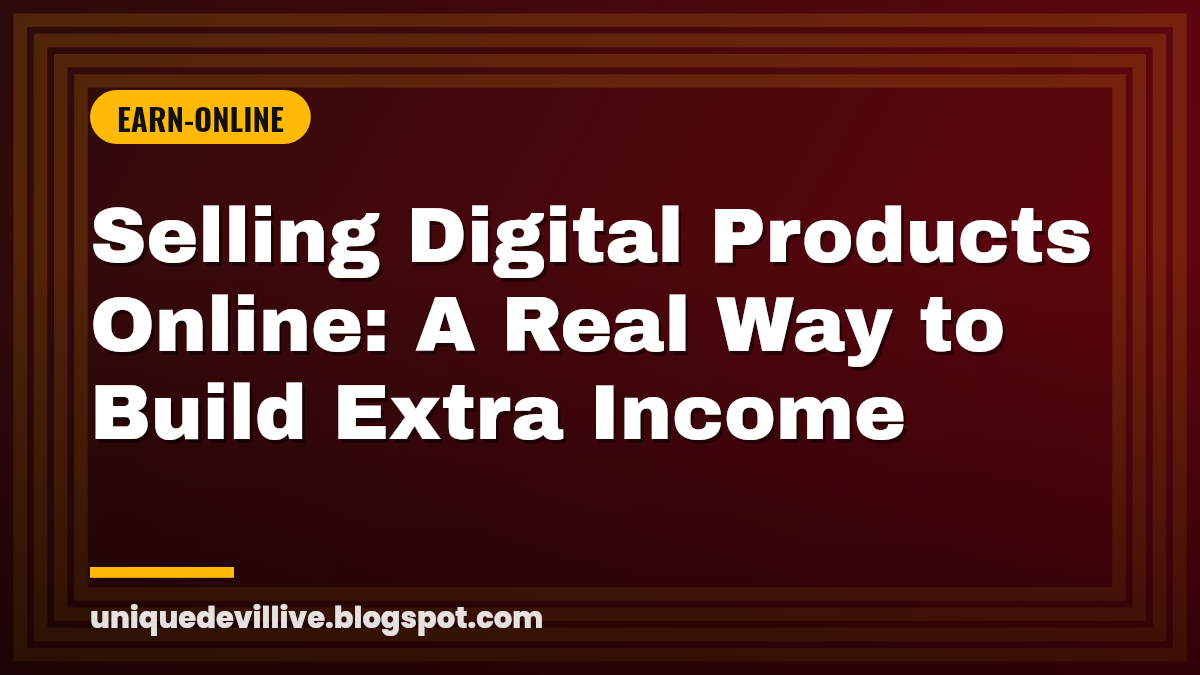 EARN-ONLINE
Selling Digital Products
Online: A Real Way to
Build Extra Income
uniquedevillive.blogspot.com